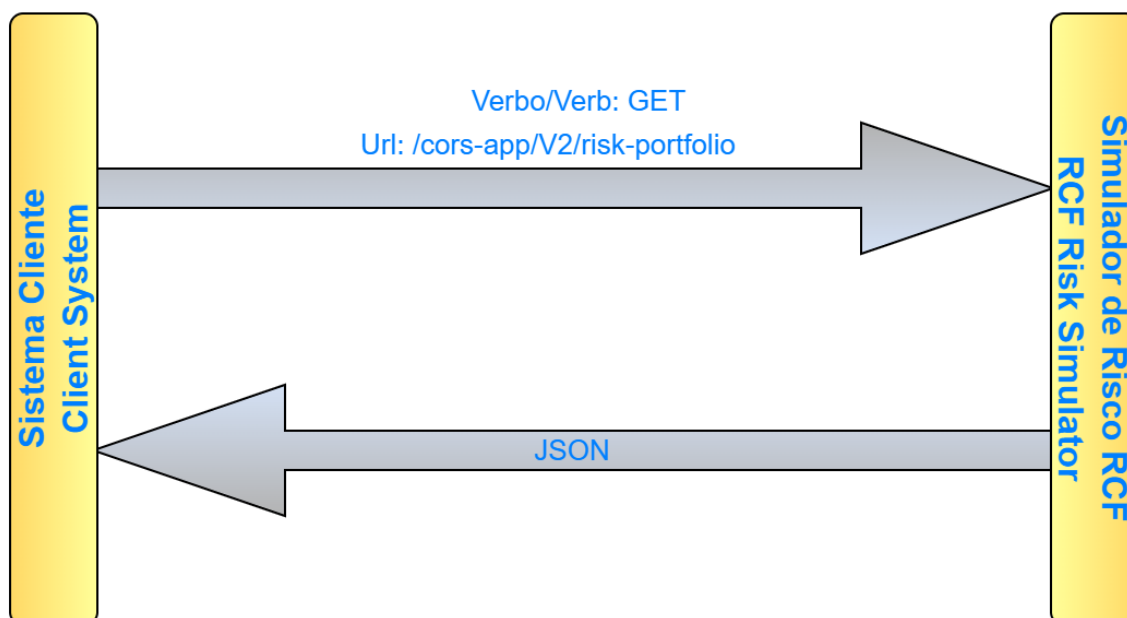 Sistema Cliente
Client System
Verbo/Verb: GET
Url: /cors-app/V2/risk-portfolio
JSON
Simulador de Risco RCF
RCF Risk Simulator